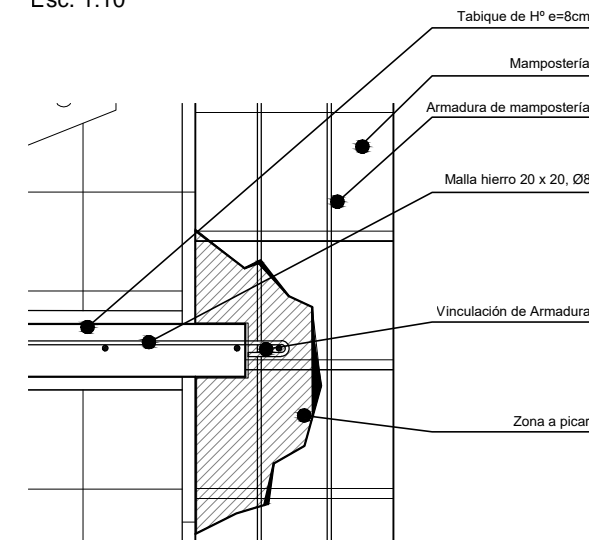 Esc. 1:10
Tabique de Hº e=8cm
Mampostería
Armadura de mampostería
Malla hierro 20 x 20, Ø8
Vinculación de Armadura
Zona a picar